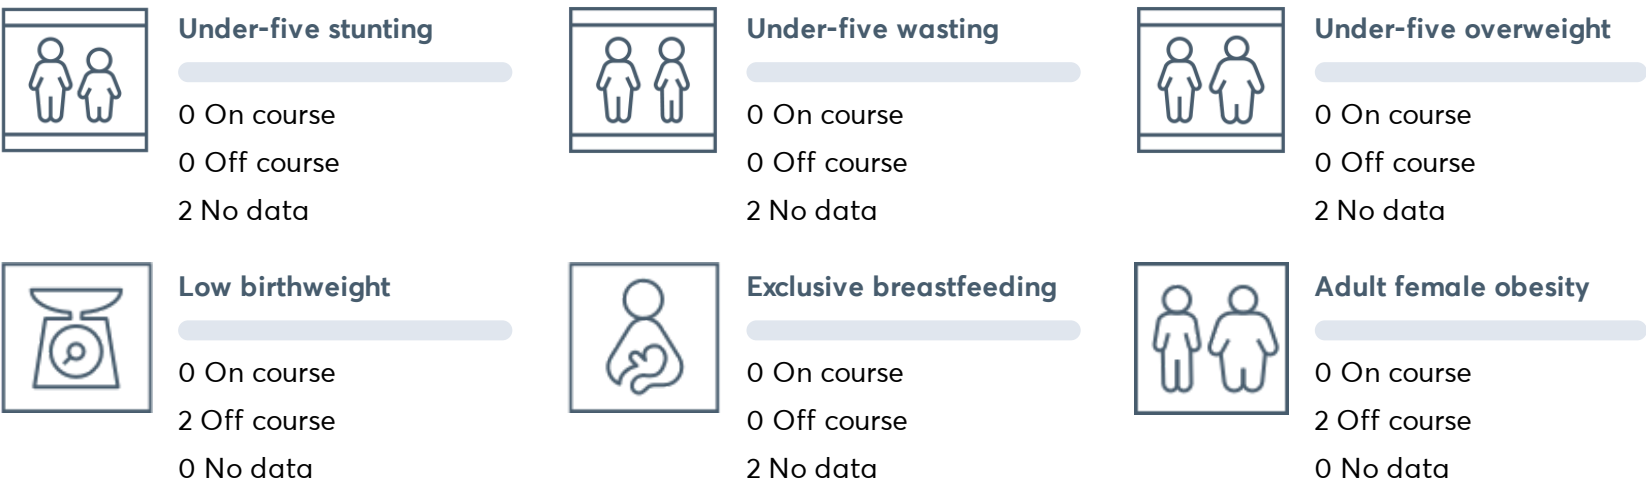 Under-five stunting
0 On course
0 Off course
2 No data
Under-five wasting
0 On course
0 Off course
2 No data
Under-five overweight
0 On course
0 Off course
2 No data
Low birthweight
0 On course
2 Off course
0 No data
Exclusive breastfeeding
0 On course
0 Off course
2 No data
Adult female obesity
0 On course
2 Off course
0 No data